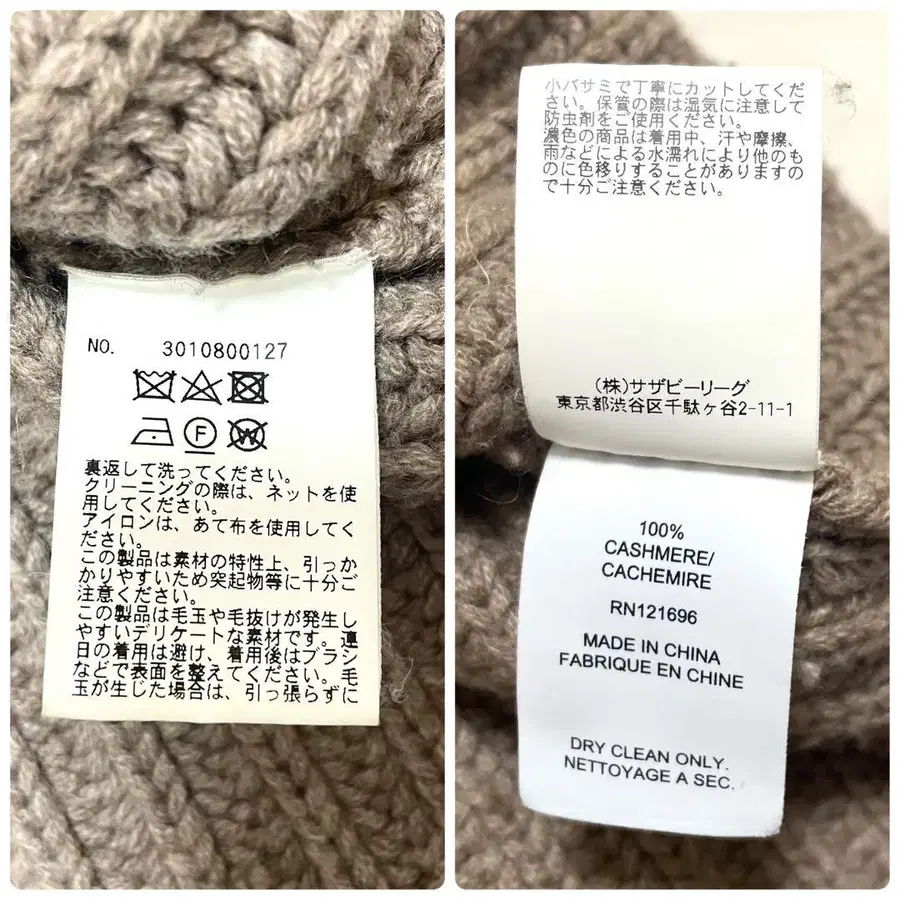 NO. 3010800127
F W
裏返して洗ってください。
クリーニングの際は、ネットを使
用してください。
アイロンは、あて布を使用してく
ださい。
この製品は素材の特性上、引っか
かりやすいため突起物等に十分ご
注意ください。
この製品は毛玉や毛抜けが発生し
やすいデリケートな素材です。連
日の着用は避け、着用後はブラシ
などで表面を整えてください。毛
玉が生じた場合は、引っ張らずに
小バサミで丁寧にカットしてくだ
さい。保管の際は湿気に注意して
防虫剤をご使用ください。
濃色の商品は着用中、汗や摩擦、
雨などによる水濡れにより他のも
のに色移りすることがありますの
で十分ご注意ください。
(株)サザビーリーグ
東京都渋谷区千駄ヶ谷2-11-1
100%
CASHMERE/
CACHEMIRE
RN121696
MADE IN CHINA
FABRIQUE EN CHINE
DRY CLEAN ONLY.
NETTOYAGE A SEC.